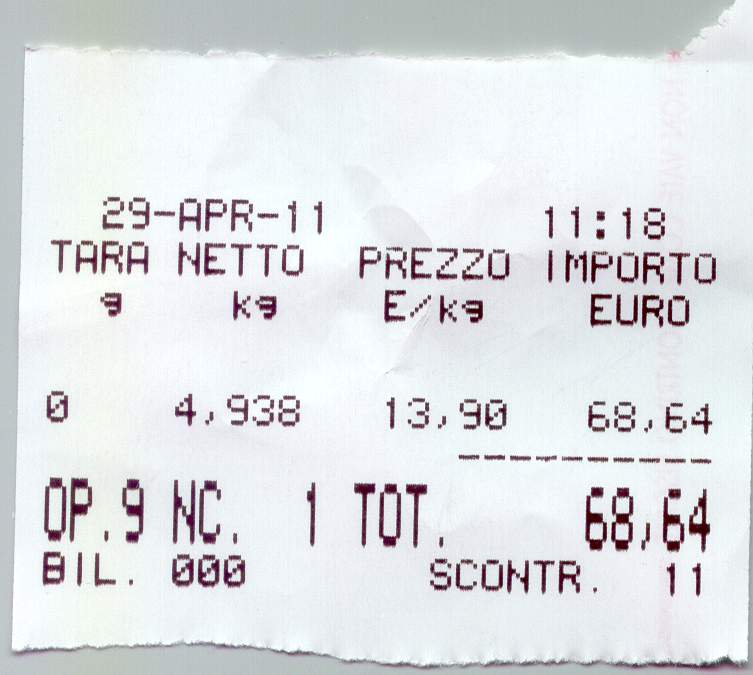 29-APR-11 11:18
TARA NETTO PREZZO IMPORTO
g kg E/kg EURO
0 4,938 13,90 68,64
------------
OP.9 NC. 1 TOT. 68,64
BIL. 000 SCONTR. 11